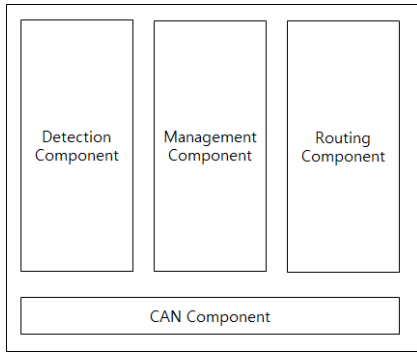 Detection
Component
Management
Component
Routing
Component
CAN Component